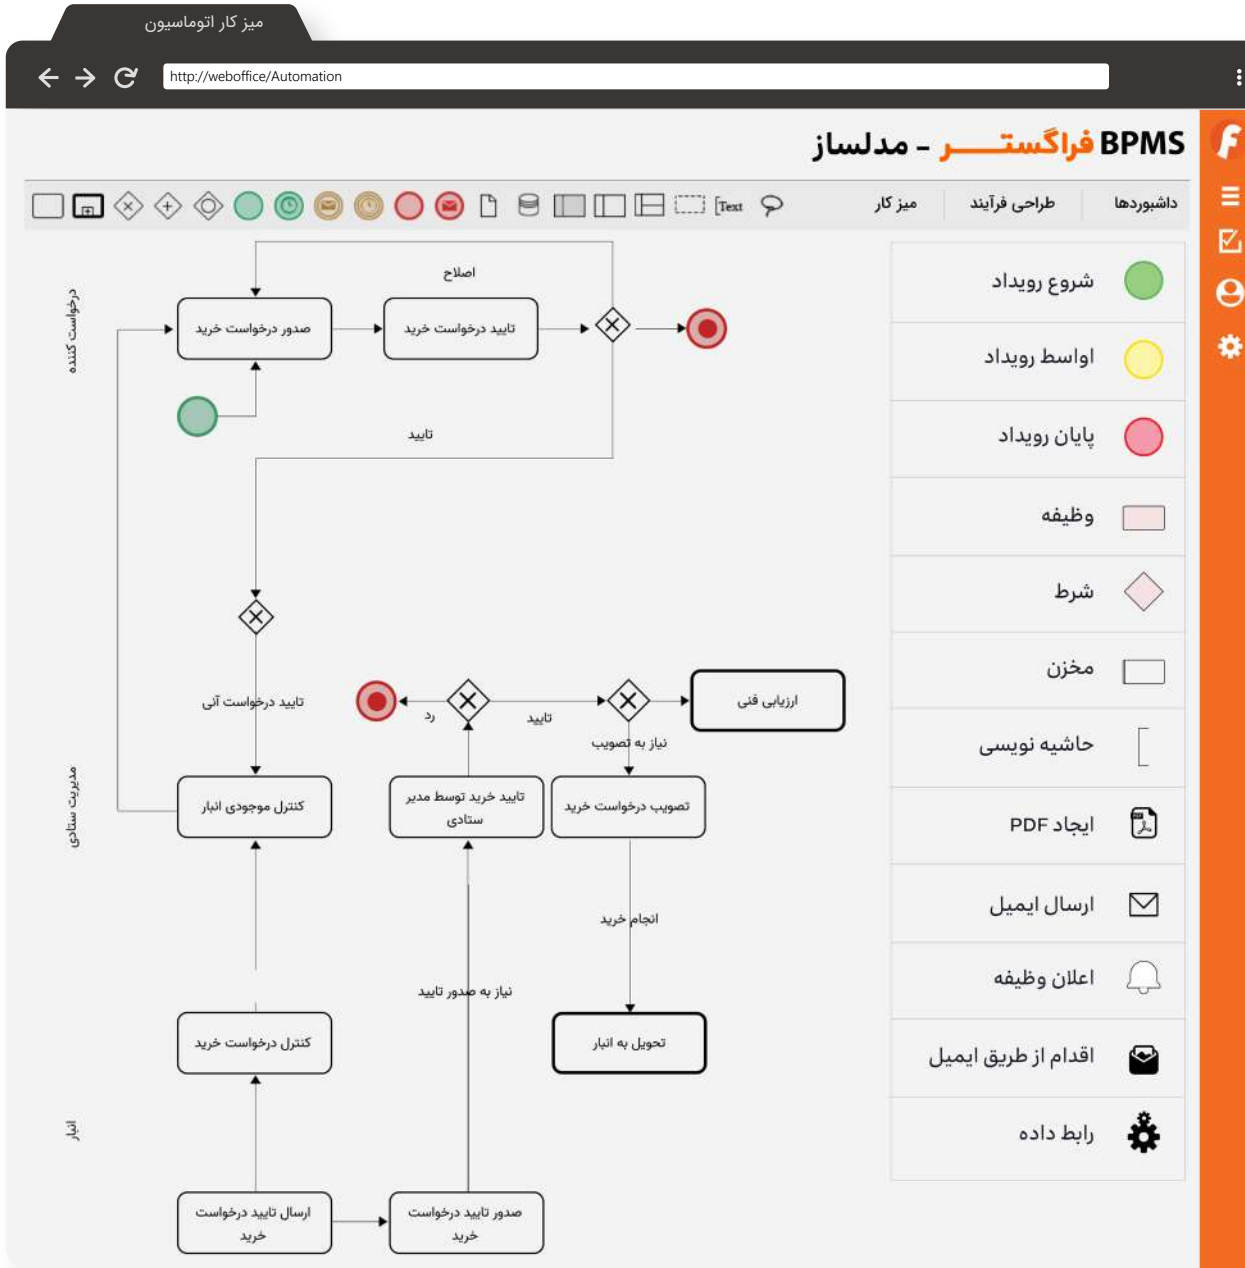 میز کار اتوماسیون
http://weboffice/Automation
BPMS فراگستـــر - مدلساز
داشبوردها
طراحی فرآیند
میز کار
Text
شروع رویداد
اواسط رویداد
پایان رویداد
وظیفه
شرط
مخزن
حاشیه نویسی
ایجاد PDF
ارسال ایمیل
اعلان وظیفه
اقدام از طریق ایمیل
رابط داده
درخواست کننده
اصلاح
صدور درخواست خرید
تایید درخواست خرید
تایید
مدیریت ستادی
تایید درخواست آنی
رد
تایید
ارزیابی فنی
نیاز به تصویب
کنترل موجودی انبار
تایید خرید توسط مدیر
ستادی
تصویب درخواست خرید
انجام خرید
نیاز به صدور تایید
انبار
کنترل درخواست خرید
تحویل به انبار
ارسال تایید درخواست
خرید
صدور تایید درخواست
خرید